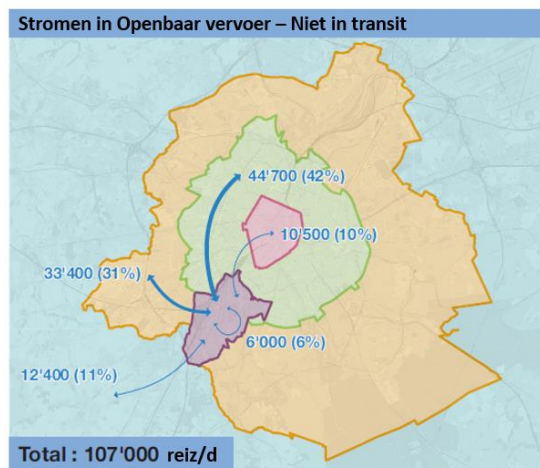 Stromen in Openbaar vervoer – Niet in transit
44'700 (42%)
10'500 (10%)
33'400 (31%)
6'000 (6%)
12'400 (11%)
Total : 107'000 reiz/d